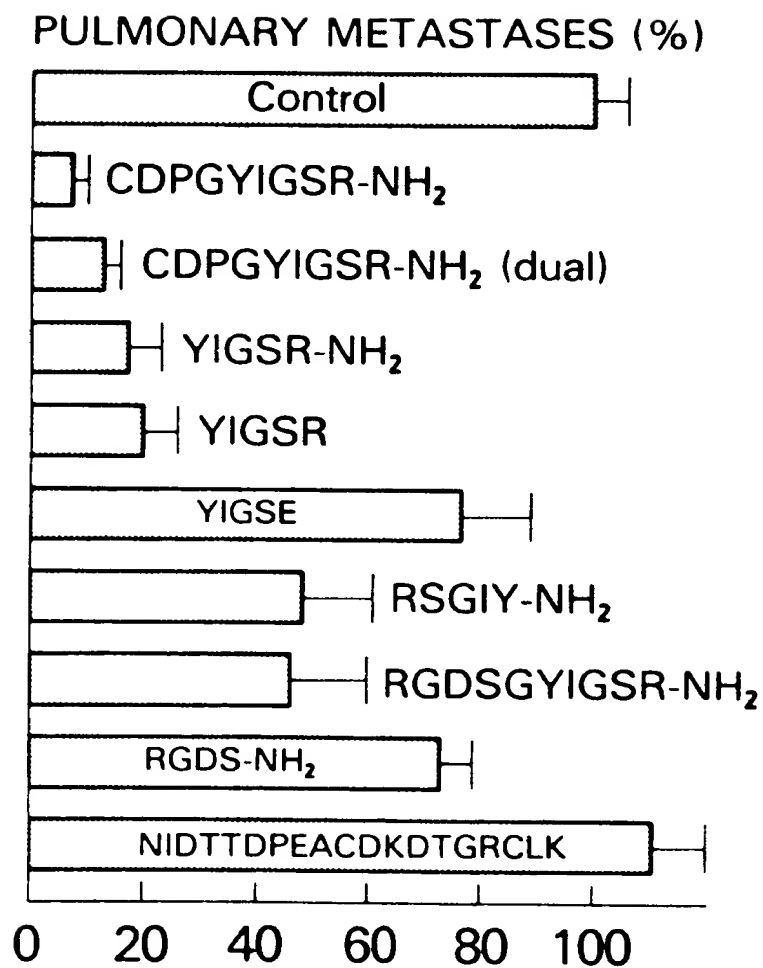 PULMONARY METASTASES (%)
Control
CDPGYIGSR-NH₂
CDPGYIGSR-NH₂ (dual)
YIGSR-NH₂
YIGSR
YIGSE
RSGIY-NH₂
RGDSGYIGSR-NH₂
RGDS-NH₂
NIDTTDPEACDKDTGRCLK
0 20 40 60 80 100